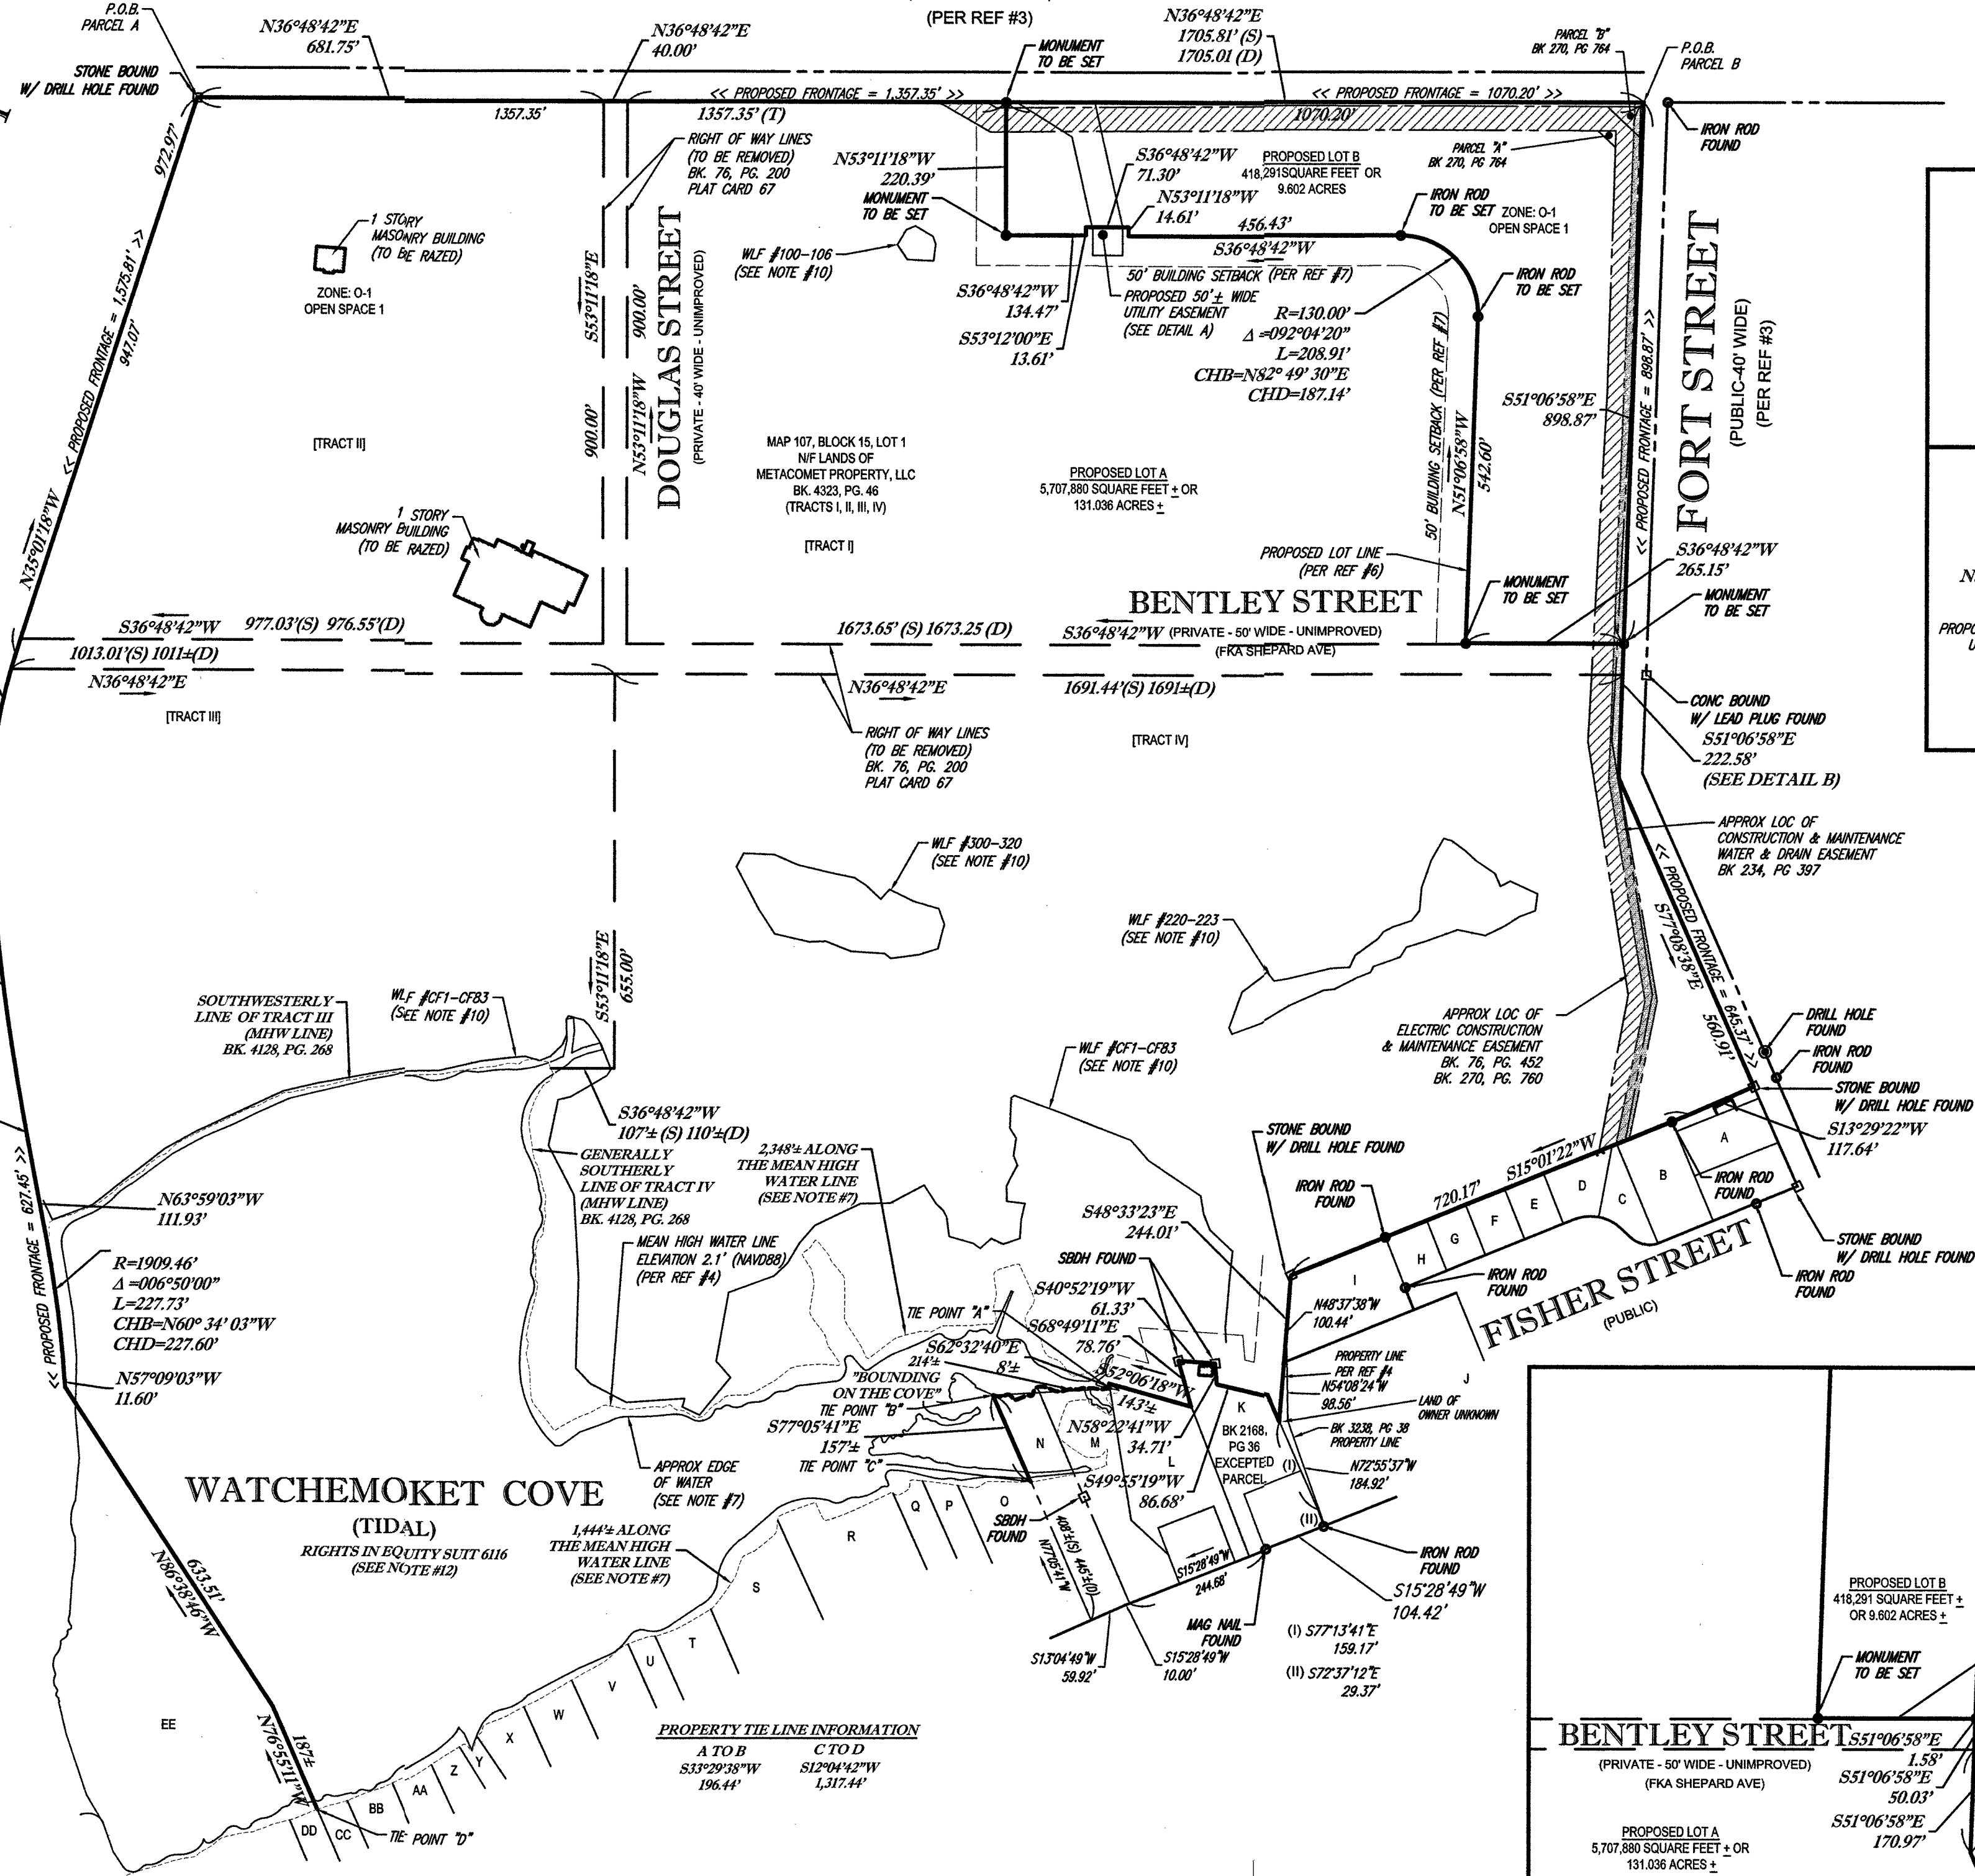 P.O.B.
PARCEL A
N36°48'42"E
681.75'
STONE BOUND
W/ DRILL HOLE FOUND
N36°48'42"E
40.00'
(PER REF #3)
MONUMENT
TO BE SET
N36°48'42"E
1705.81' (S)
1705.01 (D)
PARCEL "B"
BK 270, PG 764
P.O.B.
PARCEL B
<< PROPOSED FRONTAGE = 1,357.35' >>
<< PROPOSED FRONTAGE = 1070.20' >>
1357.35'
1357.35' (T)
1070.20'
IRON ROD
FOUND
972.97'
<< PROPOSED FRONTAGE = 1,575.81' >>
947.07'
N35°01'18"W
RIGHT OF WAY LINES
(TO BE REMOVED)
BK. 76, PG. 200
PLAT CARD 67
N53°11'18"W
220.39'
MONUMENT
TO BE SET
S36°48'42"W
71.30'
N53°11'18"W
14.61'
456.43'
S36°48'42"W
PROPOSED LOT B
418,291SQUARE FEET OR
9.602 ACRES
PARCEL "A"
BK 270, PG 764
IRON ROD
TO BE SET
ZONE: O-1
OPEN SPACE 1
1 STORY
MASONRY BUILDING
(TO BE RAZED)
ZONE: O-1
OPEN SPACE 1
WLF #100-106
(SEE NOTE #10)
S36°48'42"W
134.47'
S53°12'00"E
13.61'
50' BUILDING SETBACK (PER REF #7)
PROPOSED 50'± WIDE
UTILITY EASEMENT
(SEE DETAIL A)
IRON ROD
TO BE SET
R=130.00'
Δ =092°04'20"
L=208.91'
CHB=N82° 49' 30"E
CHD=187.14'
S53°11'18"E
900.00'
900.00'
N53°11'18"W
DOUGLAS STREET
(PRIVATE - 40' WIDE - UNIMPROVED)
50' BUILDING SETBACK (PER REF #7)
N51°06'58"W
542.60'
S51°06'58"E
898.87'
<< PROPOSED FRONTAGE = 898.87' >>
FORT STREET
(PUBLIC-40' WIDE)
(PER REF #3)
[TRACT II]
MAP 107, BLOCK 15, LOT 1
N/F LANDS OF
METACOMET PROPERTY, LLC
BK. 4323, PG. 46
(TRACTS I, II, III, IV)
[TRACT I]
PROPOSED LOT A
5,707,880 SQUARE FEET ± OR
131.036 ACRES ±
1 STORY
MASONRY BUILDING
(TO BE RAZED)
PROPOSED LOT LINE
(PER REF #6)
S36°48'42"W
265.15'
MONUMENT
TO BE SET
MONUMENT
TO BE SET
BENTLEY STREET
S36°48'42"W
977.03'(S) 976.55'(D)
1673.65' (S) 1673.25 (D)
S36°48'42"W
(PRIVATE - 50' WIDE - UNIMPROVED)
(FKA SHEPARD AVE)
1013.01'(S) 1011±(D)
N36°48'42"E
N36°48'42"E
1691.44'(S) 1691±(D)
[TRACT III]
[TRACT IV]
RIGHT OF WAY LINES
(TO BE REMOVED)
BK. 76, PG. 200
PLAT CARD 67
CONC BOUND
W/ LEAD PLUG FOUND
S51°06'58"E
222.58'
(SEE DETAIL B)
APPROX LOC OF
CONSTRUCTION & MAINTENANCE
WATER & DRAIN EASEMENT
BK 234, PG 397
<< PROPOSED FRONTAGE = 645.37' >>
S77°08'38"E
560.91'
WLF #300-320
(SEE NOTE #10)
WLF #220-223
(SEE NOTE #10)
S53°11'18"E
655.00'
SOUTHWESTERLY
LINE OF TRACT III
(MHW LINE)
BK. 4128, PG. 268
WLF #CF1-CF83
(SEE NOTE #10)
WLF #CF1-CF83
(SEE NOTE #10)
APPROX LOC OF
ELECTRIC CONSTRUCTION
& MAINTENANCE EASEMENT
BK. 76, PG. 452
BK. 270, PG. 760
DRILL HOLE
FOUND
IRON ROD
FOUND
STONE BOUND
W/ DRILL HOLE FOUND
S13°29'22"W
117.64'
S36°48'42"W
107'± (S) 110'±(D)
GENERALLY
SOUTHERLY
LINE OF TRACT IV
(MHW LINE)
BK. 4128, PG. 268
2,348'± ALONG
THE MEAN HIGH
WATER LINE
(SEE NOTE #7)
STONE BOUND
W/ DRILL HOLE FOUND
IRON ROD
FOUND
720.17'
S15°01'22"W
A
B
C
D
E
F
G
H
I
J
IRON ROD
FOUND
STONE BOUND
W/ DRILL HOLE FOUND
IRON ROD
FOUND
IRON ROD
FOUND
FISHER STREET
(PUBLIC)
N63°59'03"W
111.93'
<< PROPOSED FRONTAGE = 627.45' >>
R=1909.46'
Δ =006°50'00"
L=227.73'
CHB=N60° 34' 03"W
CHD=227.60'
N57°09'03"W
11.60'
MEAN HIGH WATER LINE
ELEVATION 2.1' (NAVD88)
(PER REF #4)
S48°33'23"E
244.01'
SBDH FOUND
S40°52'19"W
61.33'
TIE POINT "A"
S68°49'11"E
78.76'
S62°32'40"E
8'±
214'±
"BOUNDING
ON THE COVE"
TIE POINT "B"
S77°05'41"E
157'±
TIE POINT "C"
S52°06'18"W
143'±
N58°22'41"W
34.71'
S49°55'19"W
86.68'
N48°37'38"W
100.44'
PROPERTY LINE
PER REF #4
N54°08'24"W
98.56'
LAND OF
OWNER UNKNOWN
BK 3238, PG 38
PROPERTY LINE
N72°55'37"W
184.92'
K
BK 2168,
PG 36
EXCEPTED
PARCEL
(I)
(II)
L
M
N
O
P
Q
R
S
T
U
V
W
X
Y
Z
AA
BB
CC
DD
EE
APPROX EDGE
OF WATER
(SEE NOTE #7)
WATCHEMOKET COVE
(TIDAL)
RIGHTS IN EQUITY SUIT 6116
(SEE NOTE #12)
1,444'± ALONG
THE MEAN HIGH
WATER LINE
(SEE NOTE #7)
SBDH
FOUND
408'±(S) 445'±(D)
N77°05'41"W
S15°28'49"W
244.68'
IRON ROD
FOUND
S15°28'49"W
104.42'
MAG NAIL
FOUND
S13°04'49"W
59.92'
S15°28'49"W
10.00'
(I) S77°13'41"E
159.17'
(II) S72°37'12"E
29.37'
633.51'
N86°38'46"W
187±
N76°55'11"W
TIE POINT "D"
PROPERTY TIE LINE INFORMATION
A TO B C TO D
S33°29'38"W S12°04'42"W
196.44' 1,317.44'
PROPOSED LOT B
418,291 SQUARE FEET ±
OR 9.602 ACRES ±
MONUMENT
TO BE SET
BENTLEY STREET
(PRIVATE - 50' WIDE - UNIMPROVED)
(FKA SHEPARD AVE)
S51°06'58"E
1.58'
S51°06'58"E
50.03'
S51°06'58"E
170.97'
PROPOSED LOT A
5,707,880 SQUARE FEET ± OR
131.036 ACRES ±